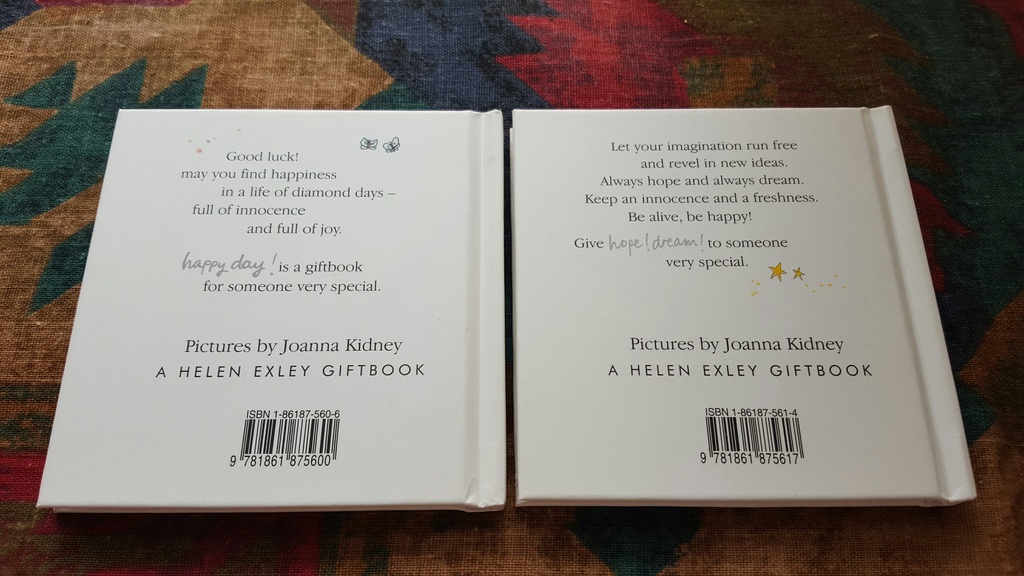 Good luck!
may you find happiness
in a life of diamond days –
full of innocence
and full of joy.
happy day! is a giftbook
for someone very special.
Pictures by Joanna Kidney
A HELEN EXLEY GIFTBOOK
ISBN 1-86187-560-6
9 781861 875600
Let your imagination run free
and revel in new ideas.
Always hope and always dream.
Keep an innocence and a freshness.
Be alive, be happy!
Give hope! dream! to someone
very special.
Pictures by Joanna Kidney
A HELEN EXLEY GIFTBOOK
ISBN 1-86187-561-4
9 781861 875617